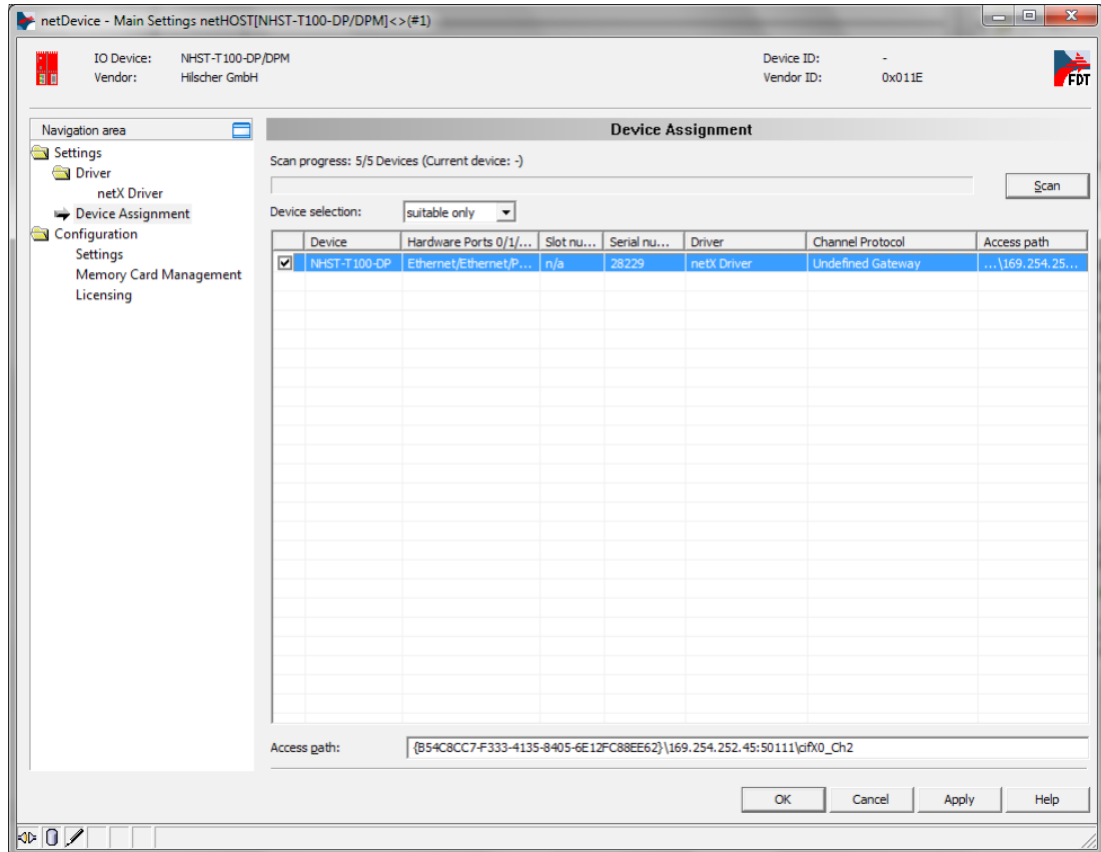 netDevice - Main Settings netHOST[NHST-T100-DP/DPM]<>(#1)
IO Device: NHST-T100-DP/DPM Device ID: -
Vendor: Hilscher GmbH Vendor ID: 0x011E
FDT
Navigation area
Settings
Driver
netX Driver
Device Assignment
Configuration
Settings
Memory Card Management
Licensing
Device Assignment
Scan progress: 5/5 Devices (Current device: -)
Scan
Device selection: suitable only
Device Hardware Ports 0/1/... Slot nu... Serial nu... Driver Channel Protocol Access path
NHST-T100-DP Ethernet/Ethernet/P... n/a 28229 netX Driver Undefined Gateway ...\169.254.25...
Access path: {B54C8CC7-F333-4135-8405-6E12FC88EE62}\169.254.252.45:50111\cifX0_Ch2
OK Cancel Apply Help